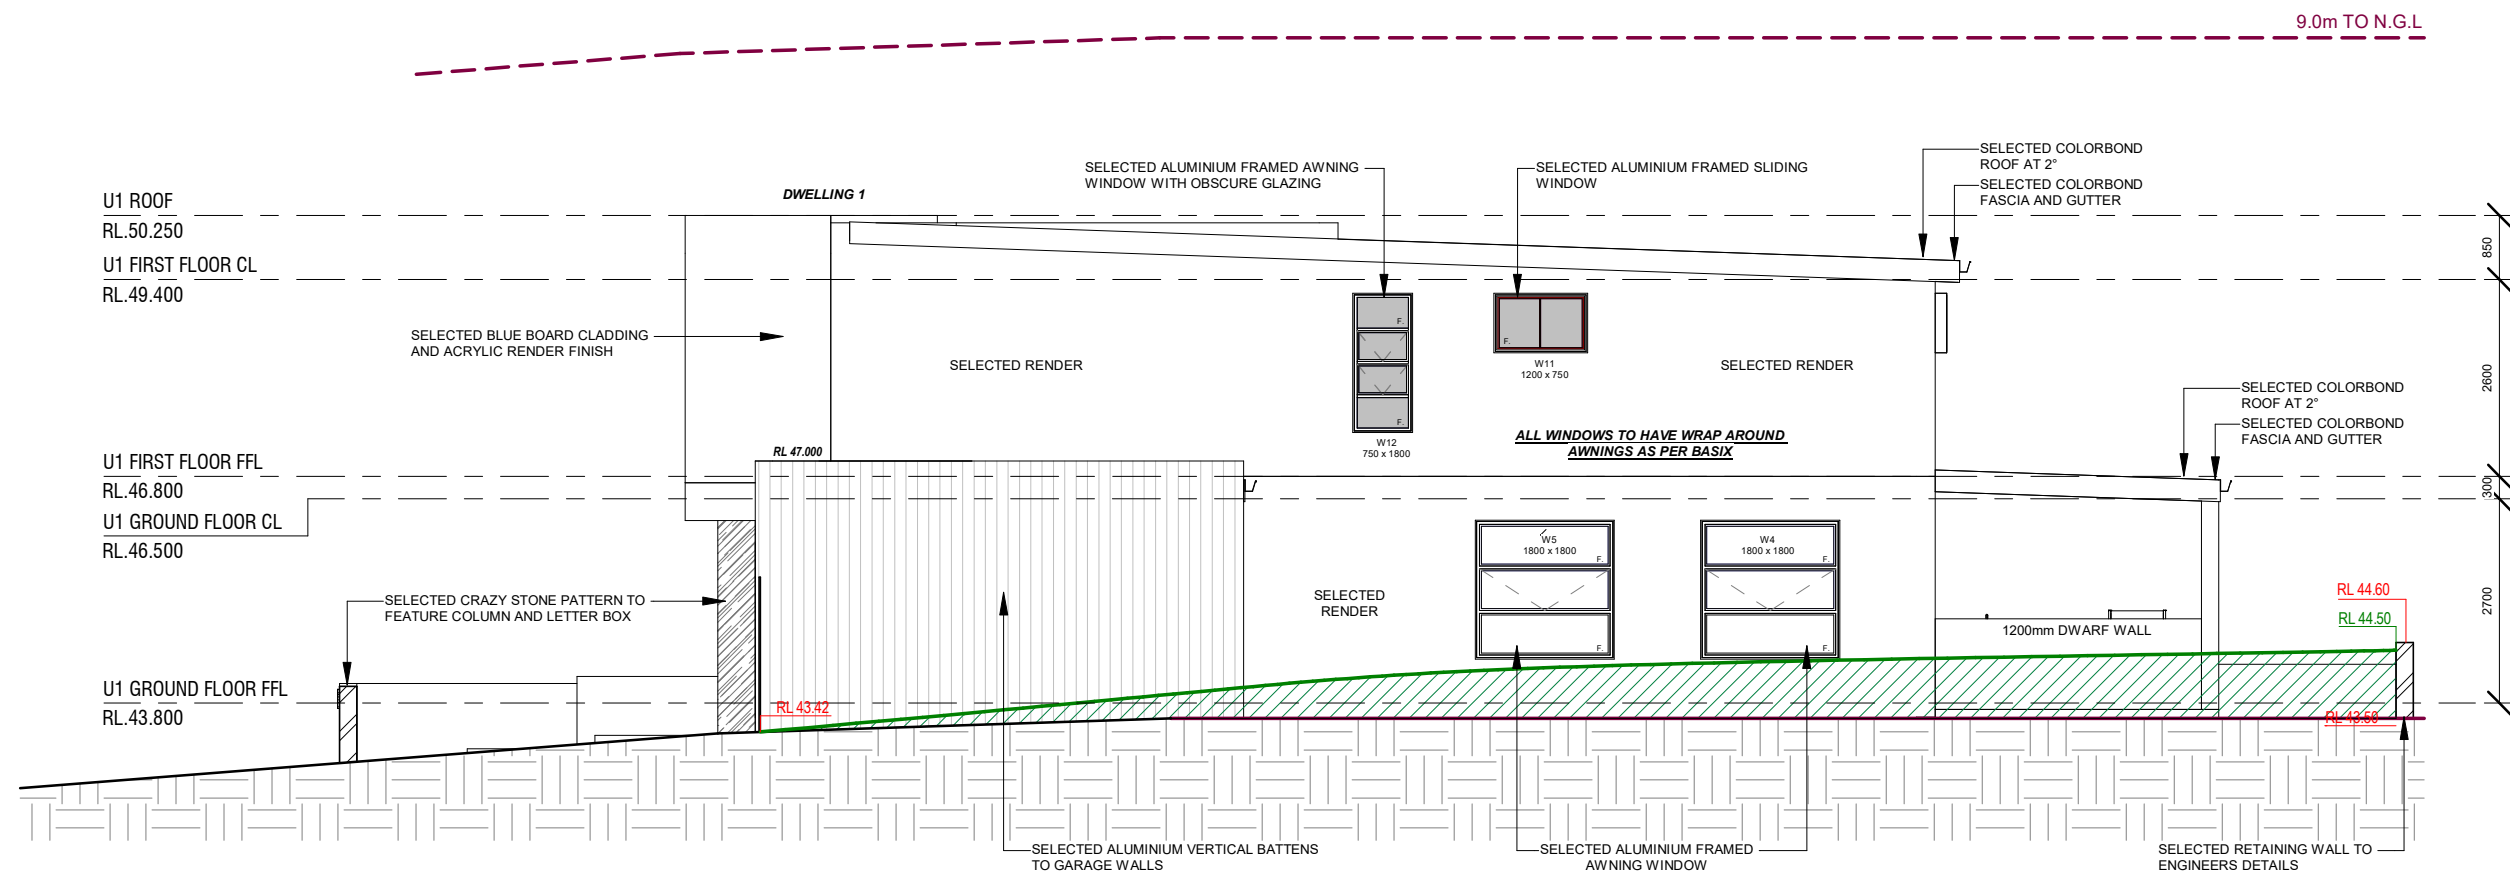 9.0m TO N.G.L
SELECTED COLORBOND
ROOF AT 2°
SELECTED COLORBOND
FASCIA AND GUTTER
SELECTED ALUMINIUM FRAMED AWNING
WINDOW WITH OBSCURE GLAZING
SELECTED ALUMINIUM FRAMED SLIDING
WINDOW
DWELLING 1
U1 ROOF
RL.50.250
850
U1 FIRST FLOOR CL
RL.49.400
SELECTED BLUE BOARD CLADDING
AND ACRYLIC RENDER FINISH
SELECTED RENDER
F.
F.
W12
750 x 1800
F.
W11
1200 x 750
SELECTED RENDER
2600
SELECTED COLORBOND
ROOF AT 2°
SELECTED COLORBOND
FASCIA AND GUTTER
ALL WINDOWS TO HAVE WRAP AROUND
AWNINGS AS PER BASIX
RL 47.000
U1 FIRST FLOOR FFL
RL.46.800
300
U1 GROUND FLOOR CL
RL.46.500
W5
1800 x 1800
F.
F.
W4
1800 x 1800
F.
F.
SELECTED
RENDER
SELECTED CRAZY STONE PATTERN TO
FEATURE COLUMN AND LETTER BOX
2700
RL 44.60
RL 44.50
1200mm DWARF WALL
U1 GROUND FLOOR FFL
RL.43.800
RL 43.42
RL 43.50
SELECTED ALUMINIUM VERTICAL BATTENS
TO GARAGE WALLS
SELECTED ALUMINIUM FRAMED
AWNING WINDOW
SELECTED RETAINING WALL TO
ENGINEERS DETAILS